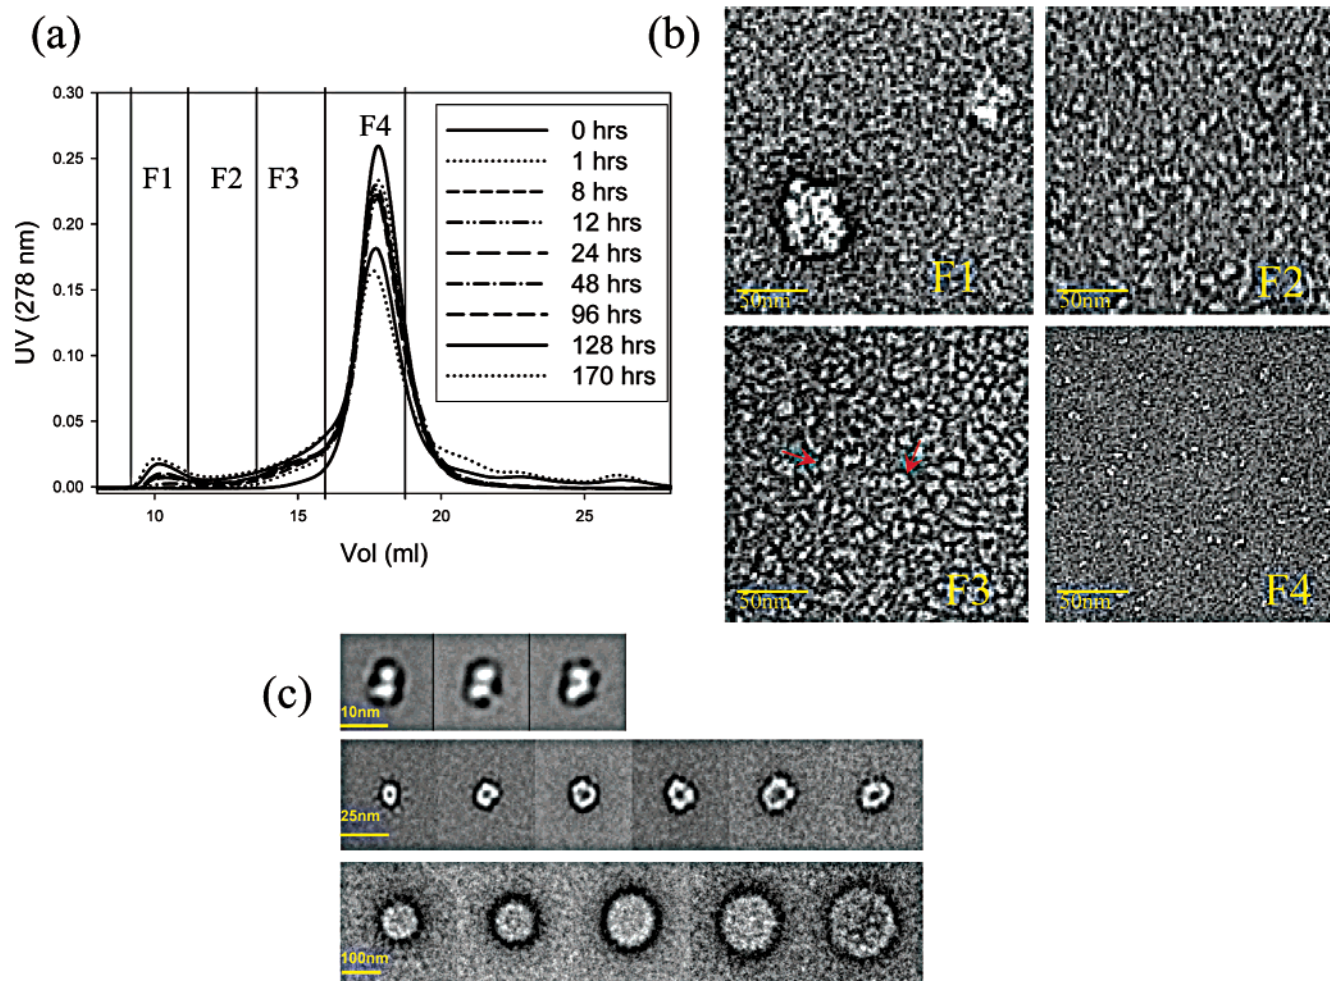 (a)
0.30
0.25
0.20
0.15
0.10
0.05
0.00
UV (278 nm)
F1
F2
F3
F4
0 hrs
1 hrs
8 hrs
12 hrs
24 hrs
48 hrs
96 hrs
128 hrs
170 hrs
10
15
20
25
Vol (ml)
(b)
50nm
F1
50nm
F2
50nm
F3
50nm
F4
(c)
10nm
25nm
100nm